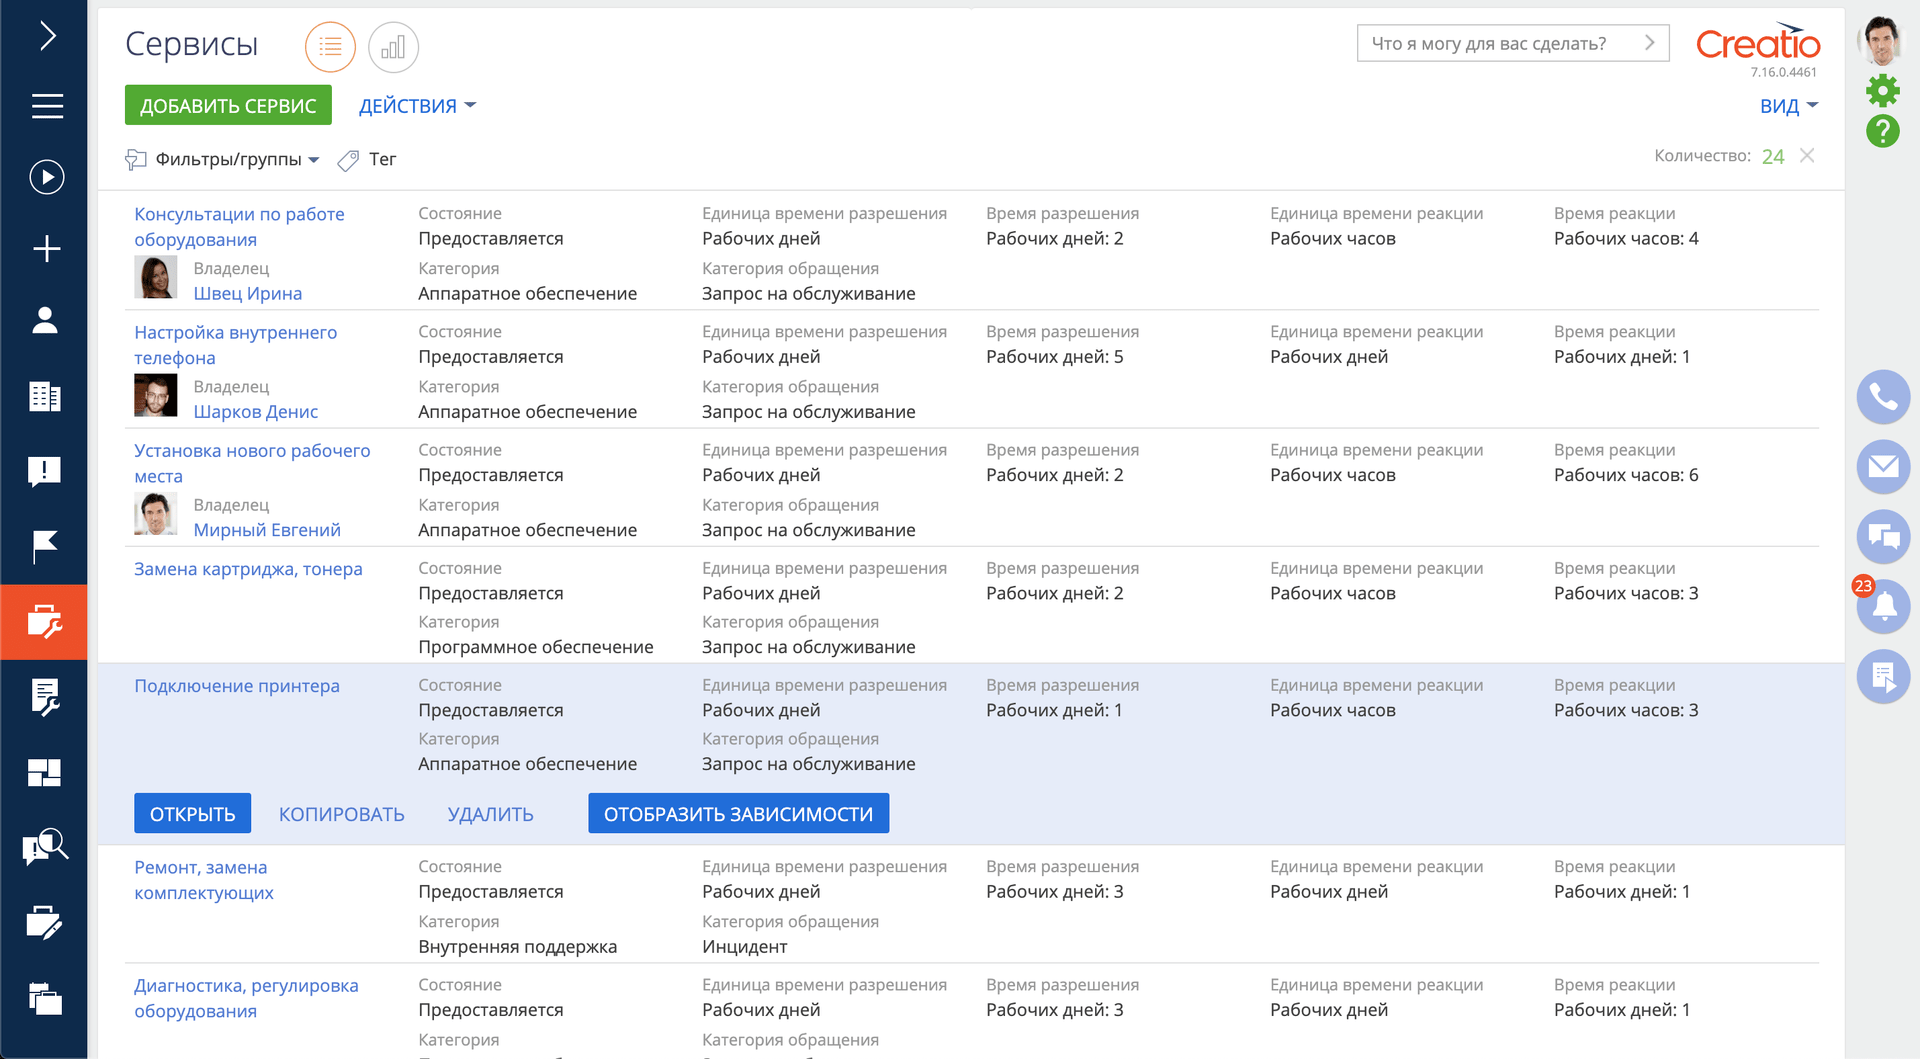 Сервисы
Что я могу для вас сделать?
Creatio
7.16.0.4461
ДОБАВИТЬ СЕРВИС
ДЕЙСТВИЯ
ВИД
Фильтры/группы
Тег
Количество: 24
Консультации по работе
оборудования
Владелец
Швец Ирина
Состояние
Предоставляется
Категория
Аппаратное обеспечение
Единица времени разрешения
Рабочих дней
Категория обращения
Запрос на обслуживание
Время разрешения
Рабочих дней: 2
Единица времени реакции
Рабочих часов
Время реакции
Рабочих часов: 4
Настройка внутреннего
телефона
Владелец
Шарков Денис
Состояние
Предоставляется
Категория
Аппаратное обеспечение
Единица времени разрешения
Рабочих дней
Категория обращения
Запрос на обслуживание
Время разрешения
Рабочих дней: 5
Единица времени реакции
Рабочих дней
Время реакции
Рабочих дней: 1
Установка нового рабочего
места
Владелец
Мирный Евгений
Состояние
Предоставляется
Категория
Аппаратное обеспечение
Единица времени разрешения
Рабочих дней
Категория обращения
Запрос на обслуживание
Время разрешения
Рабочих дней: 2
Единица времени реакции
Рабочих часов
Время реакции
Рабочих часов: 6
Замена картриджа, тонера
Состояние
Предоставляется
Категория
Программное обеспечение
Единица времени разрешения
Рабочих дней
Категория обращения
Запрос на обслуживание
Время разрешения
Рабочих дней: 2
Единица времени реакции
Рабочих часов
Время реакции
Рабочих часов: 3
23
Подключение принтера
Состояние
Предоставляется
Категория
Аппаратное обеспечение
Единица времени разрешения
Рабочих дней
Категория обращения
Запрос на обслуживание
Время разрешения
Рабочих дней: 1
Единица времени реакции
Рабочих часов
Время реакции
Рабочих часов: 3
ОТКРЫТЬ
КОПИРОВАТЬ
УДАЛИТЬ
ОТОБРАЗИТЬ ЗАВИСИМОСТИ
Ремонт, замена
комплектующих
Состояние
Предоставляется
Категория
Внутренняя поддержка
Единица времени разрешения
Рабочих дней
Категория обращения
Инцидент
Время разрешения
Рабочих дней: 3
Единица времени реакции
Рабочих дней
Время реакции
Рабочих дней: 1
Диагностика, регулировка
оборудования
Состояние
Предоставляется
Категория
Единица времени разрешения
Рабочих дней
Категория обращения
Время разрешения
Рабочих дней: 3
Единица времени реакции
Рабочих дней
Время реакции
Рабочих дней: 1